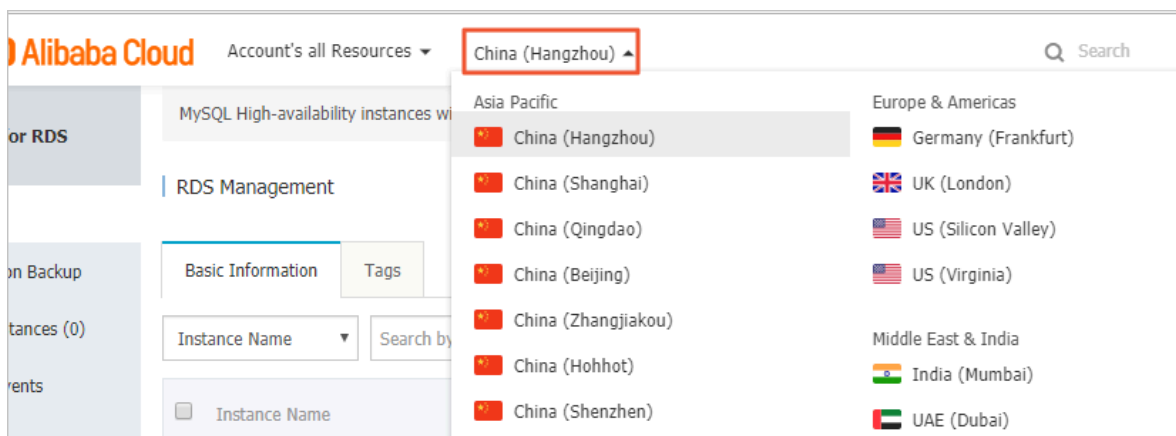 Alibaba Cloud
Account's all Resources
China (Hangzhou)
Search
or RDS
on Backup
tances (0)
vents
MySQL High-availability instances wi
RDS Management
Basic Information
Tags
Instance Name
Search by
Instance Name
Asia Pacific
China (Hangzhou)
China (Shanghai)
China (Qingdao)
China (Beijing)
China (Zhangjiakou)
China (Hohhot)
China (Shenzhen)
Europe & Americas
Germany (Frankfurt)
UK (London)
US (Silicon Valley)
US (Virginia)
Middle East & India
India (Mumbai)
UAE (Dubai)